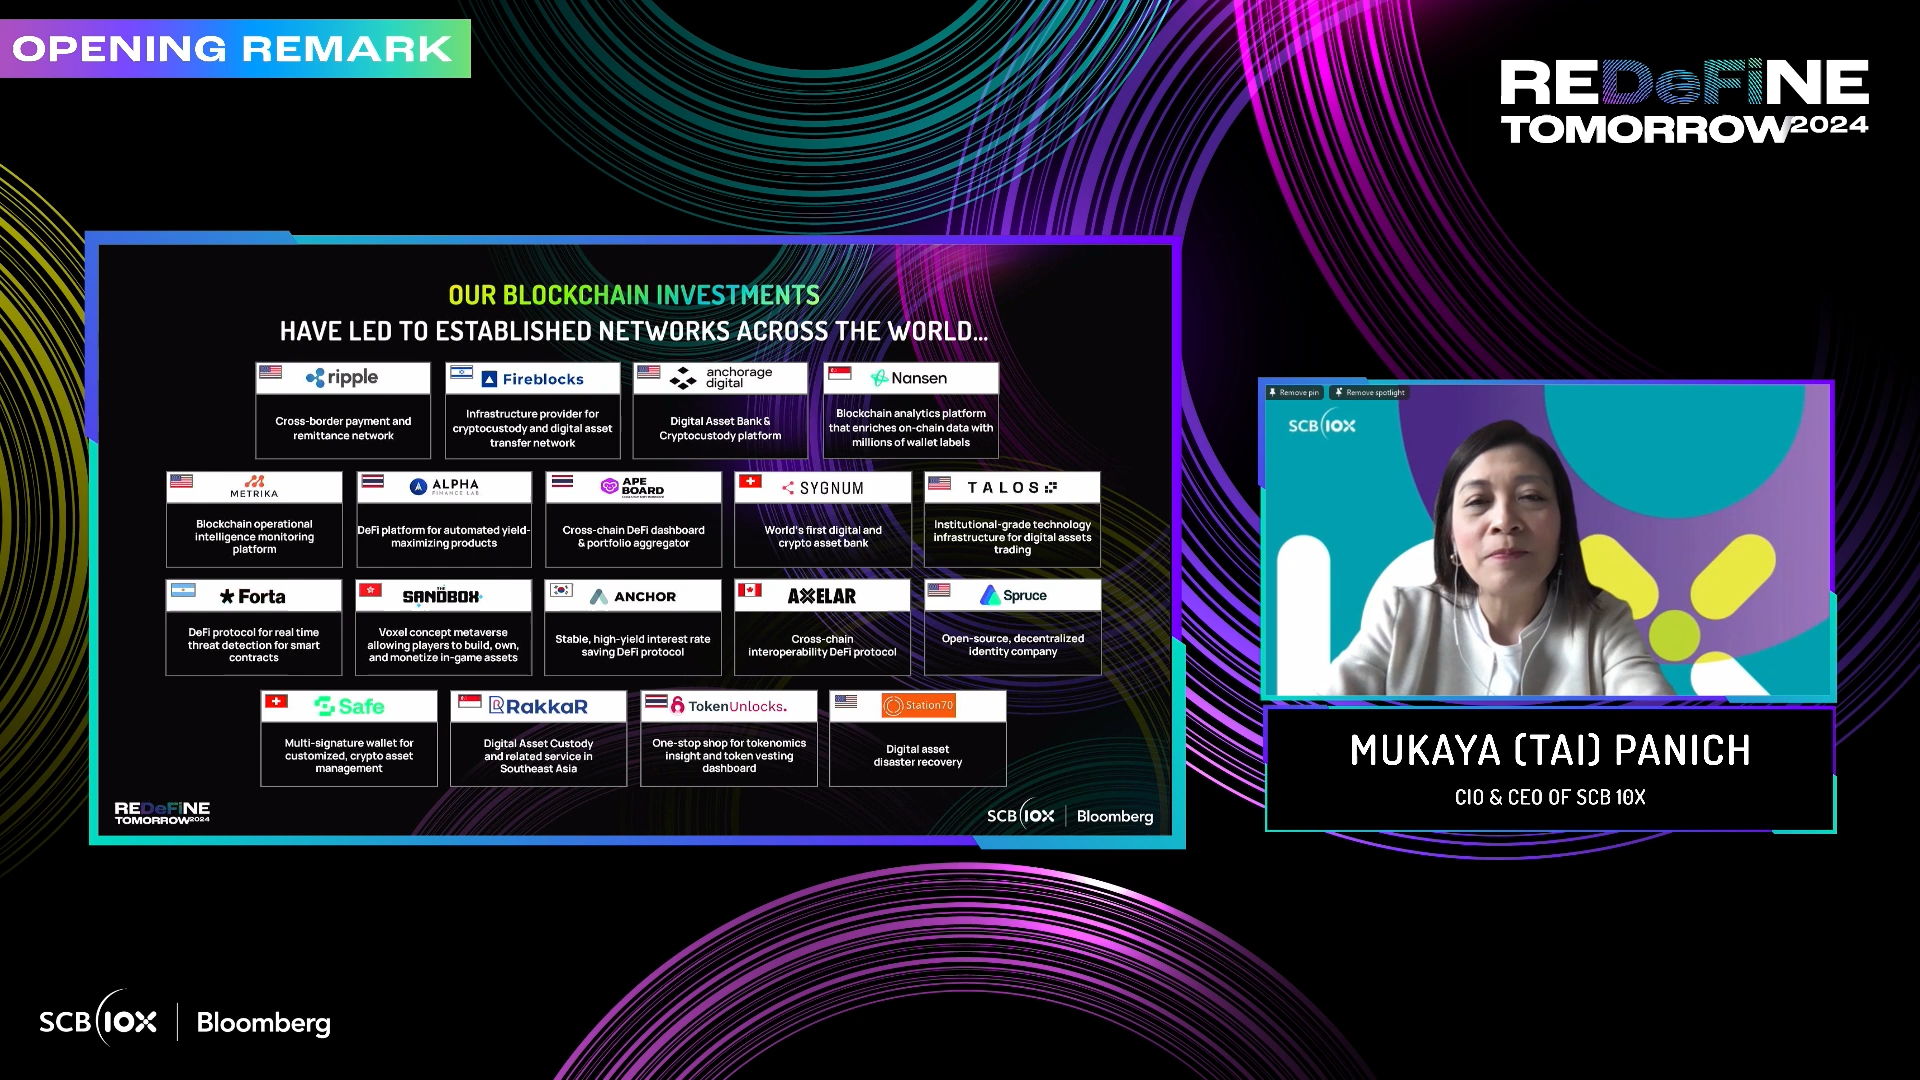 OPENING REMARK
REDeFiNE
TOMORROW2024
OUR BLOCKCHAIN INVESTMENTS
HAVE LED TO ESTABLISHED NETWORKS ACROSS THE WORLD...
ripple
Cross-border payment and
remittance network
Fireblocks
Infrastructure provider for
cryptocustody and digital asset
transfer network
anchorage
digital
Digital Asset Bank &
Cryptocustody platform
Nansen
Blockchain analytics platform
that enriches on-chain data with
millions of wallet labels
METRIKA
Blockchain operational
intelligence monitoring
platform
ALPHA
FINANCE LAB
DeFi platform for automated yield-
maximizing products
APE
BOARD
Cross-chain DeFi dashboard
& portfolio aggregator
SYGNUM
World's first digital and
crypto asset bank
TALOS
Institutional-grade technology
infrastructure for digital assets
trading
Forta
DeFi protocol for real time
threat detection for smart
contracts
THE
SANDBOX
Voxel concept metaverse
allowing players to build, own,
and monetize in-game assets
ANCHOR
Stable, high-yield interest rate
saving DeFi protocol
AXELAR
Cross-chain
interoperability DeFi protocol
Spruce
Open-source, decentralized
identity company
Safe
Multi-signature wallet for
customized, crypto asset
management
RakkaR
Digital Asset Custody
and related service in
Southeast Asia
TokenUnlocks.
One-stop shop for tokenomics
insight and token vesting
dashboard
Station70
Digital asset
disaster recovery
REDeFiNE
TOMORROW2024
SCB 10X | Bloomberg
Remove pin
Remove spotlight
SCB 10X
MUKAYA (TAI) PANICH
CIO & CEO OF SCB 10X
SCB 10X | Bloomberg